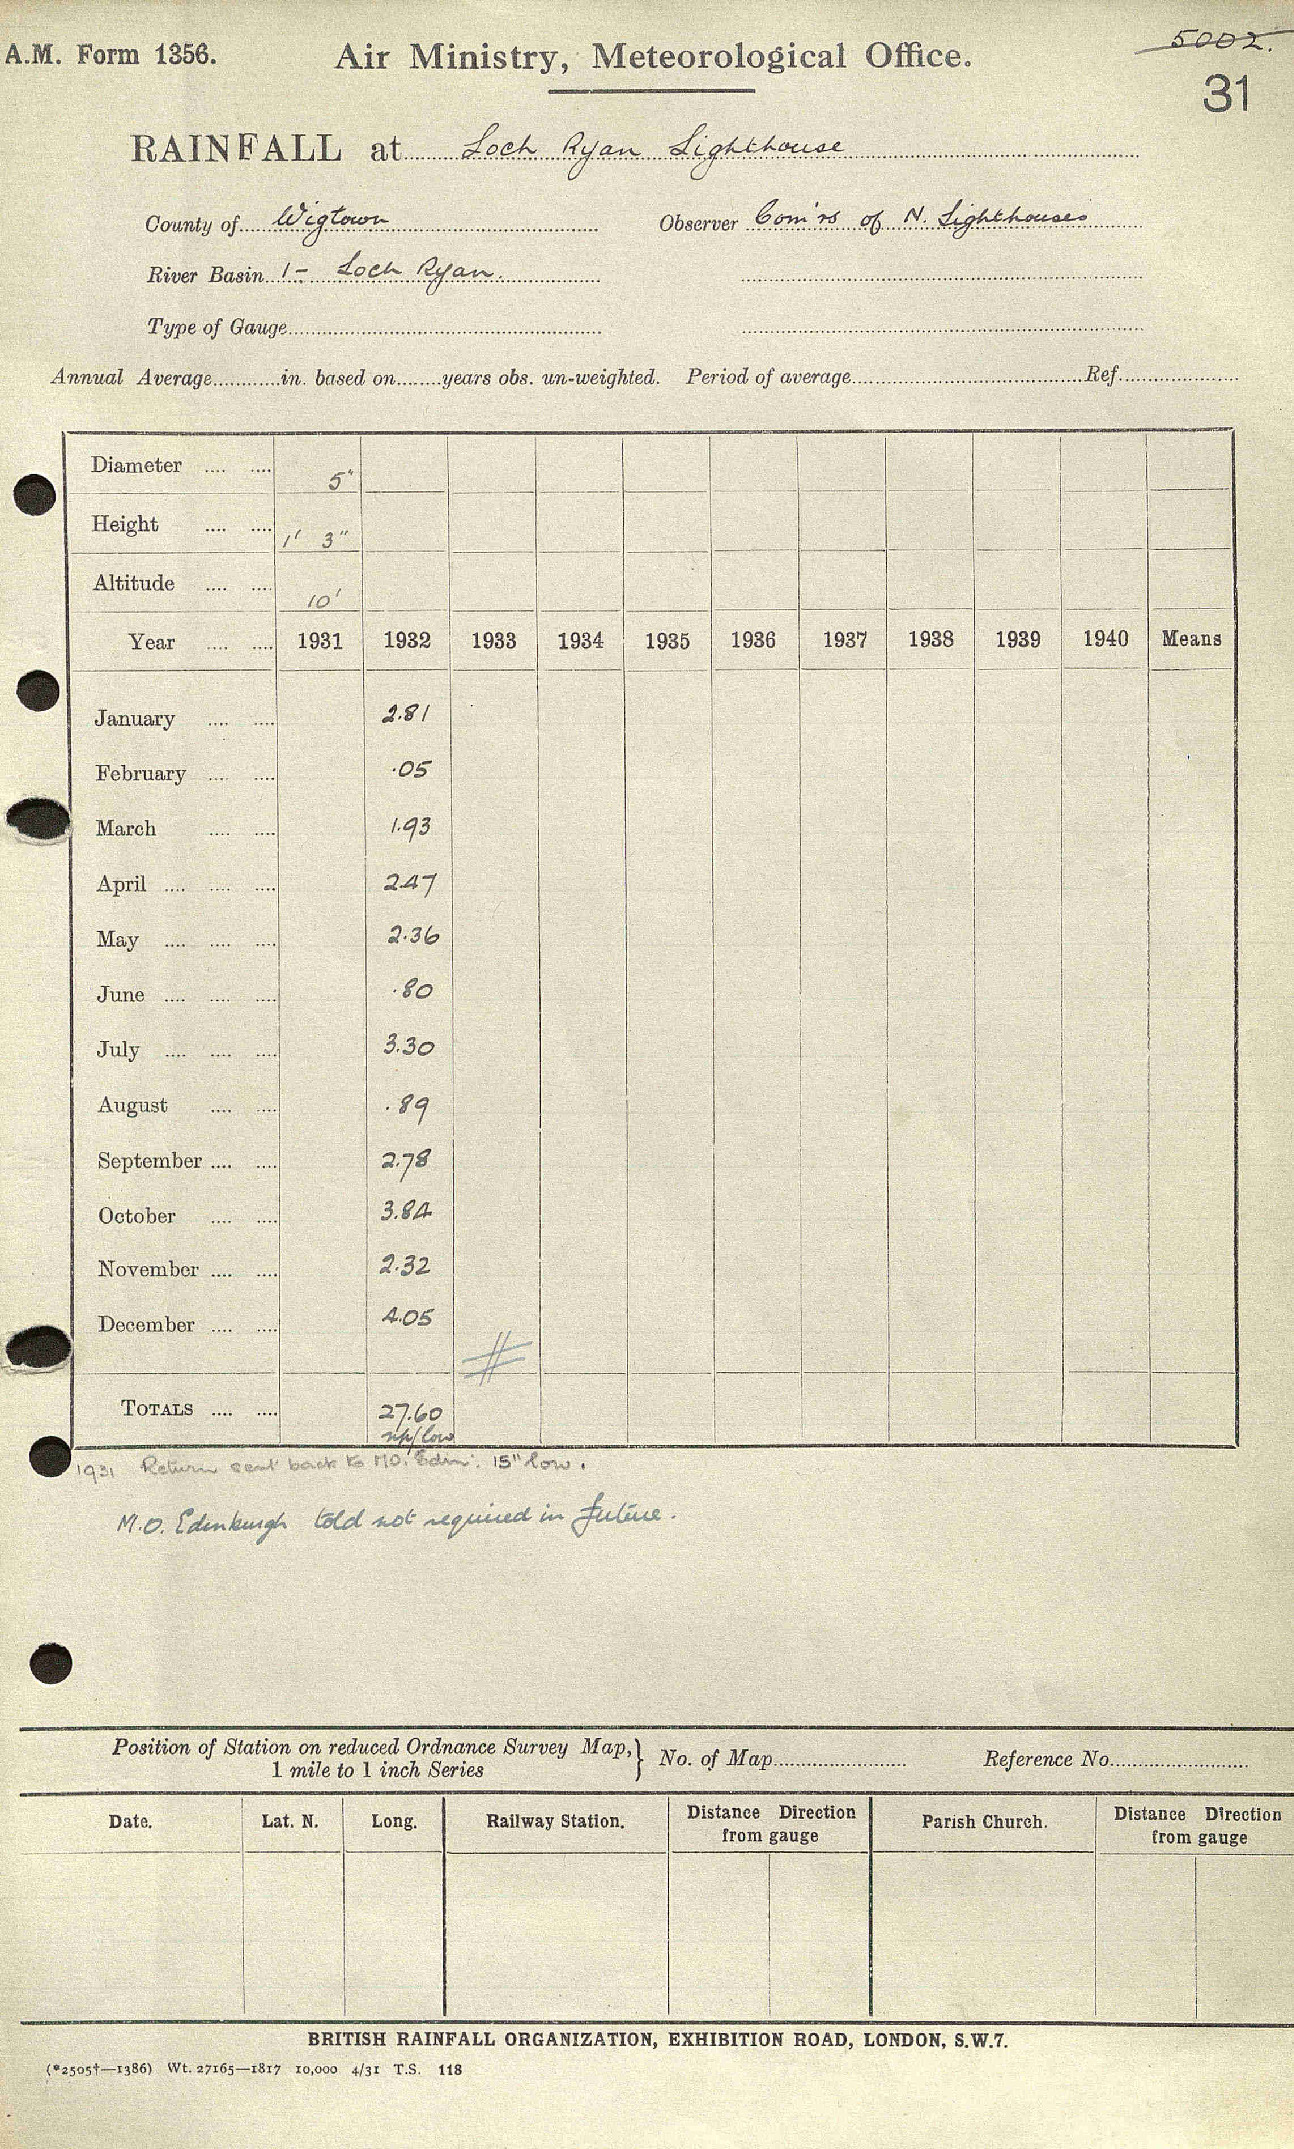 A.M. Form 1356. Air Ministry, Meteorological Office. 5002.
31
RAINFALL at Loch Ryan Lighthouse
County of Wigtown Observer Com'rs of N. Lighthouses
River Basin 1- Loch Ryan.
Type of Gauge
Annual Average in. based on years obs. un-weighted. Period of average Ref.
Diameter 5"
Height 1' 3"
Altitude 10'
Year 1931 1932 1933 1934 1935 1936 1937 1938 1939 1940 Means
January 2.81
February .05
March 1.93
April 2.47
May 2.36
June .80
July 3.30
August .89
September 2.78
October 3.84
November 2.32
December 4.05
TOTALS 27.60
np/low
1931 Return sent back to M.O. Edin. 15" low.
M.O. Edenburgh told not required in future.
Position of Station on reduced Ordnance Survey Map,
1 mile to 1 inch Series } No. of Map Reference No.
Date. Lat. N. Long. Railway Station. Distance Direction from gauge Parish Church. Distance Direction from gauge
BRITISH RAINFALL ORGANIZATION, EXHIBITION ROAD, LONDON, S.W.7.
(*2505†—1386) Wt. 27165—1817 10,000 4/31 T.S. 118